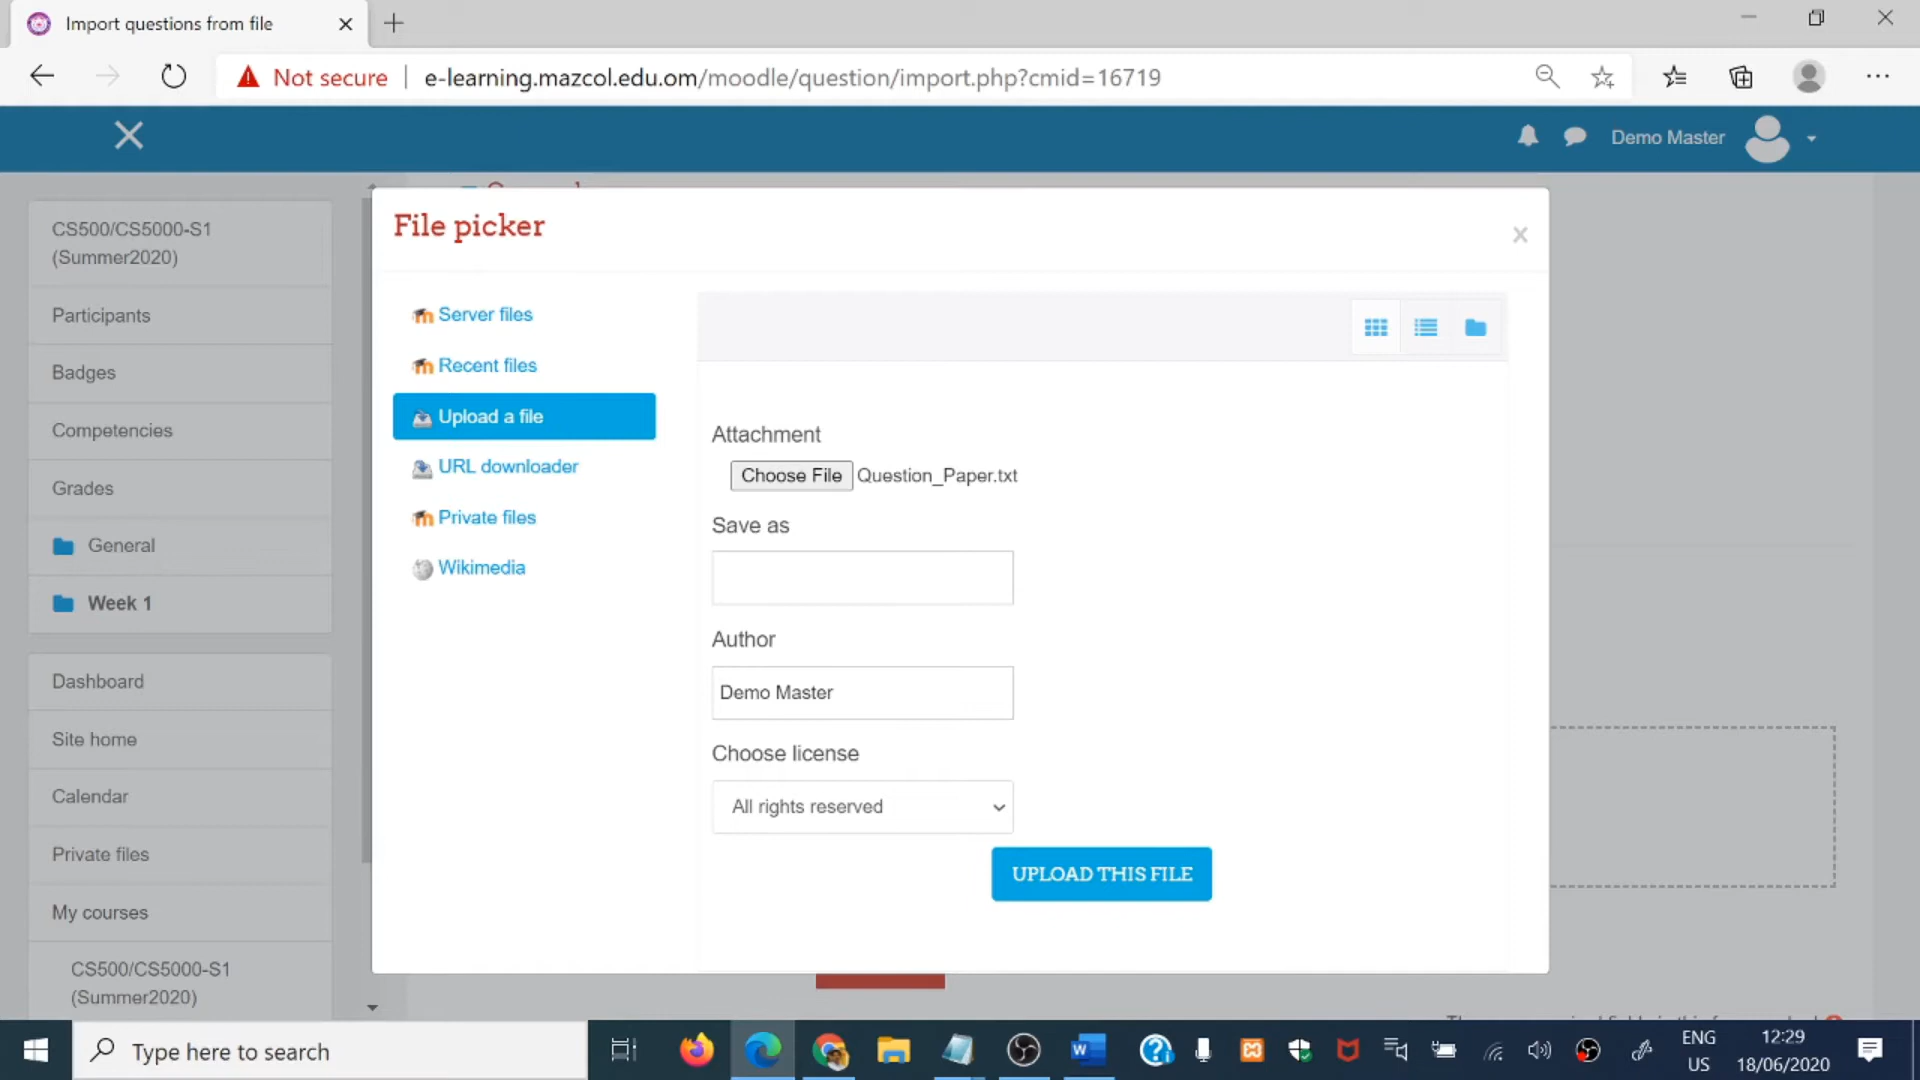 Import questions from file
Not secure
e-learning.mazcol.edu.om/moodle/question/import.php?cmid=16719
Demo Master
CS500/CS5000-S1
(Summer2020)
Participants
Badges
Competencies
Grades
General
Week 1
Dashboard
Site home
Calendar
Private files
My courses
CS500/CS5000-S1
(Summer2020)
File picker
Server files
Recent files
Upload a file
URL downloader
Private files
Wikimedia
Attachment
Choose File Question_Paper.txt
Save as
Author
Demo Master
Choose license
All rights reserved
UPLOAD THIS FILE
Type here to search
ENG
US
12:29
18/06/2020